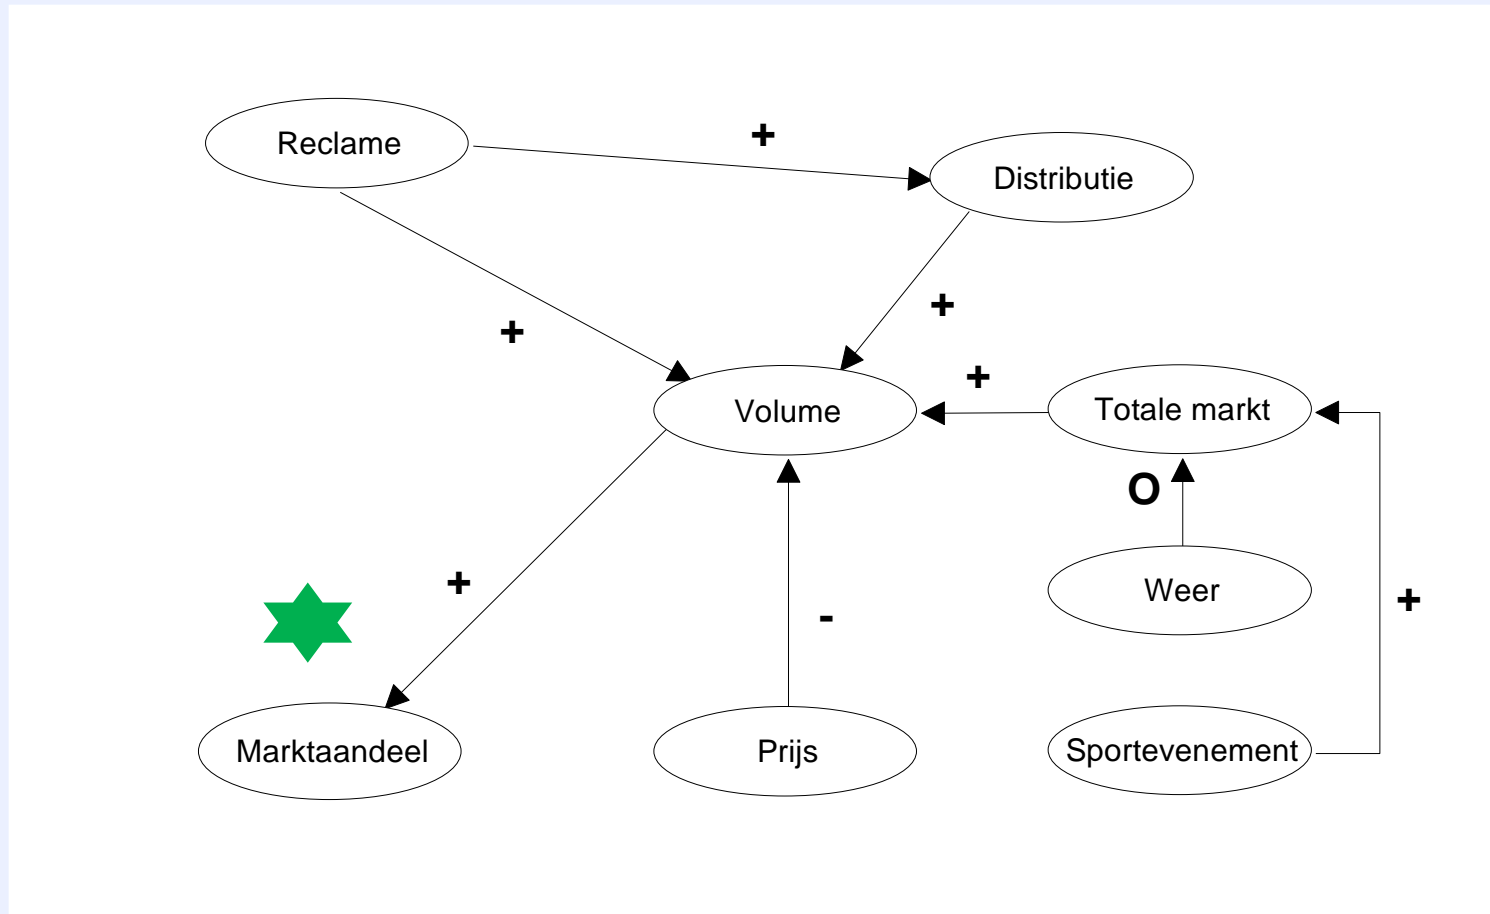 Reclame
+
Distributie
+
+
+
Volume
Totale markt
O
Weer
+
+
-
Marktaandeel
Prijs
Sportevenement